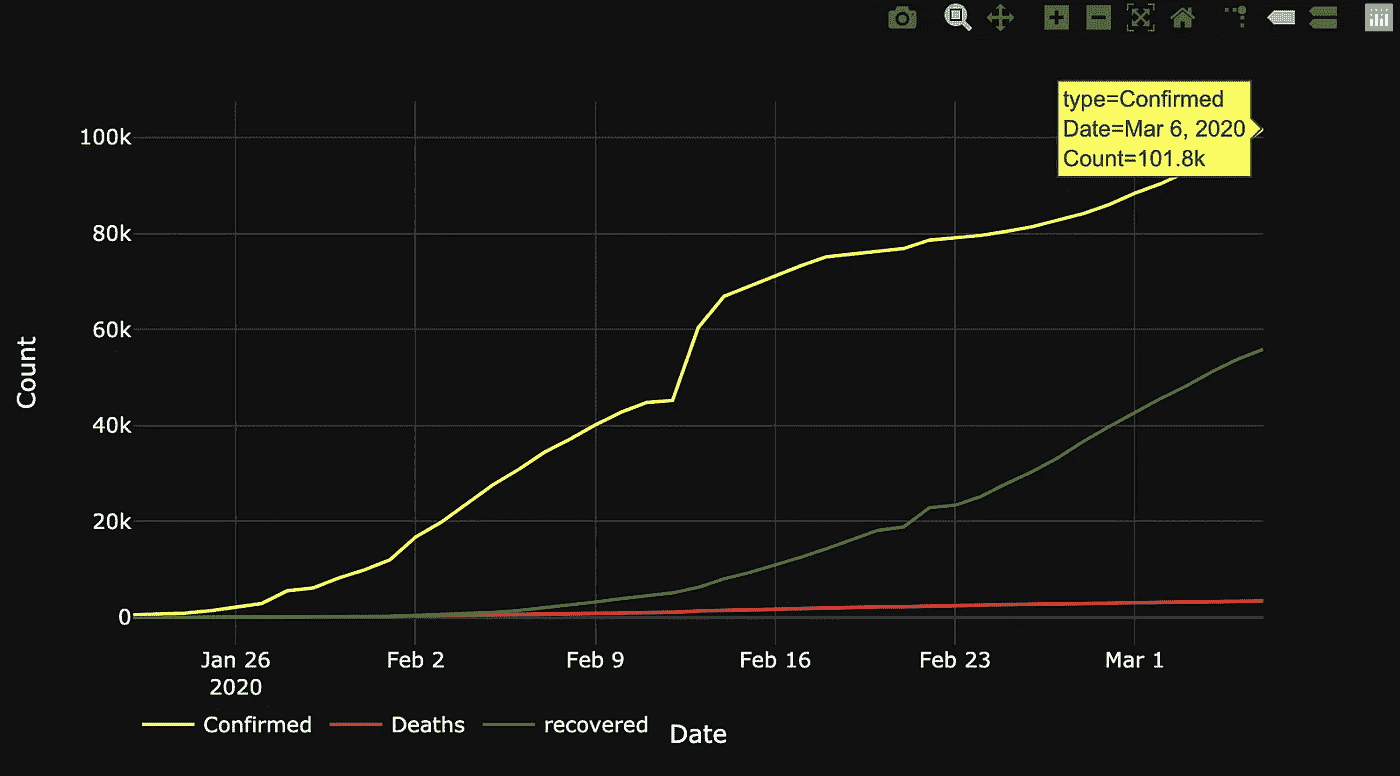 type=Confirmed
Date=Mar 6, 2020
Count=101.8k
100k
80k
60k
40k
20k
0
Count
Jan 26
2020
Feb 2
Feb 9
Feb 16
Feb 23
Mar 1
Confirmed
Deaths
recovered
Date